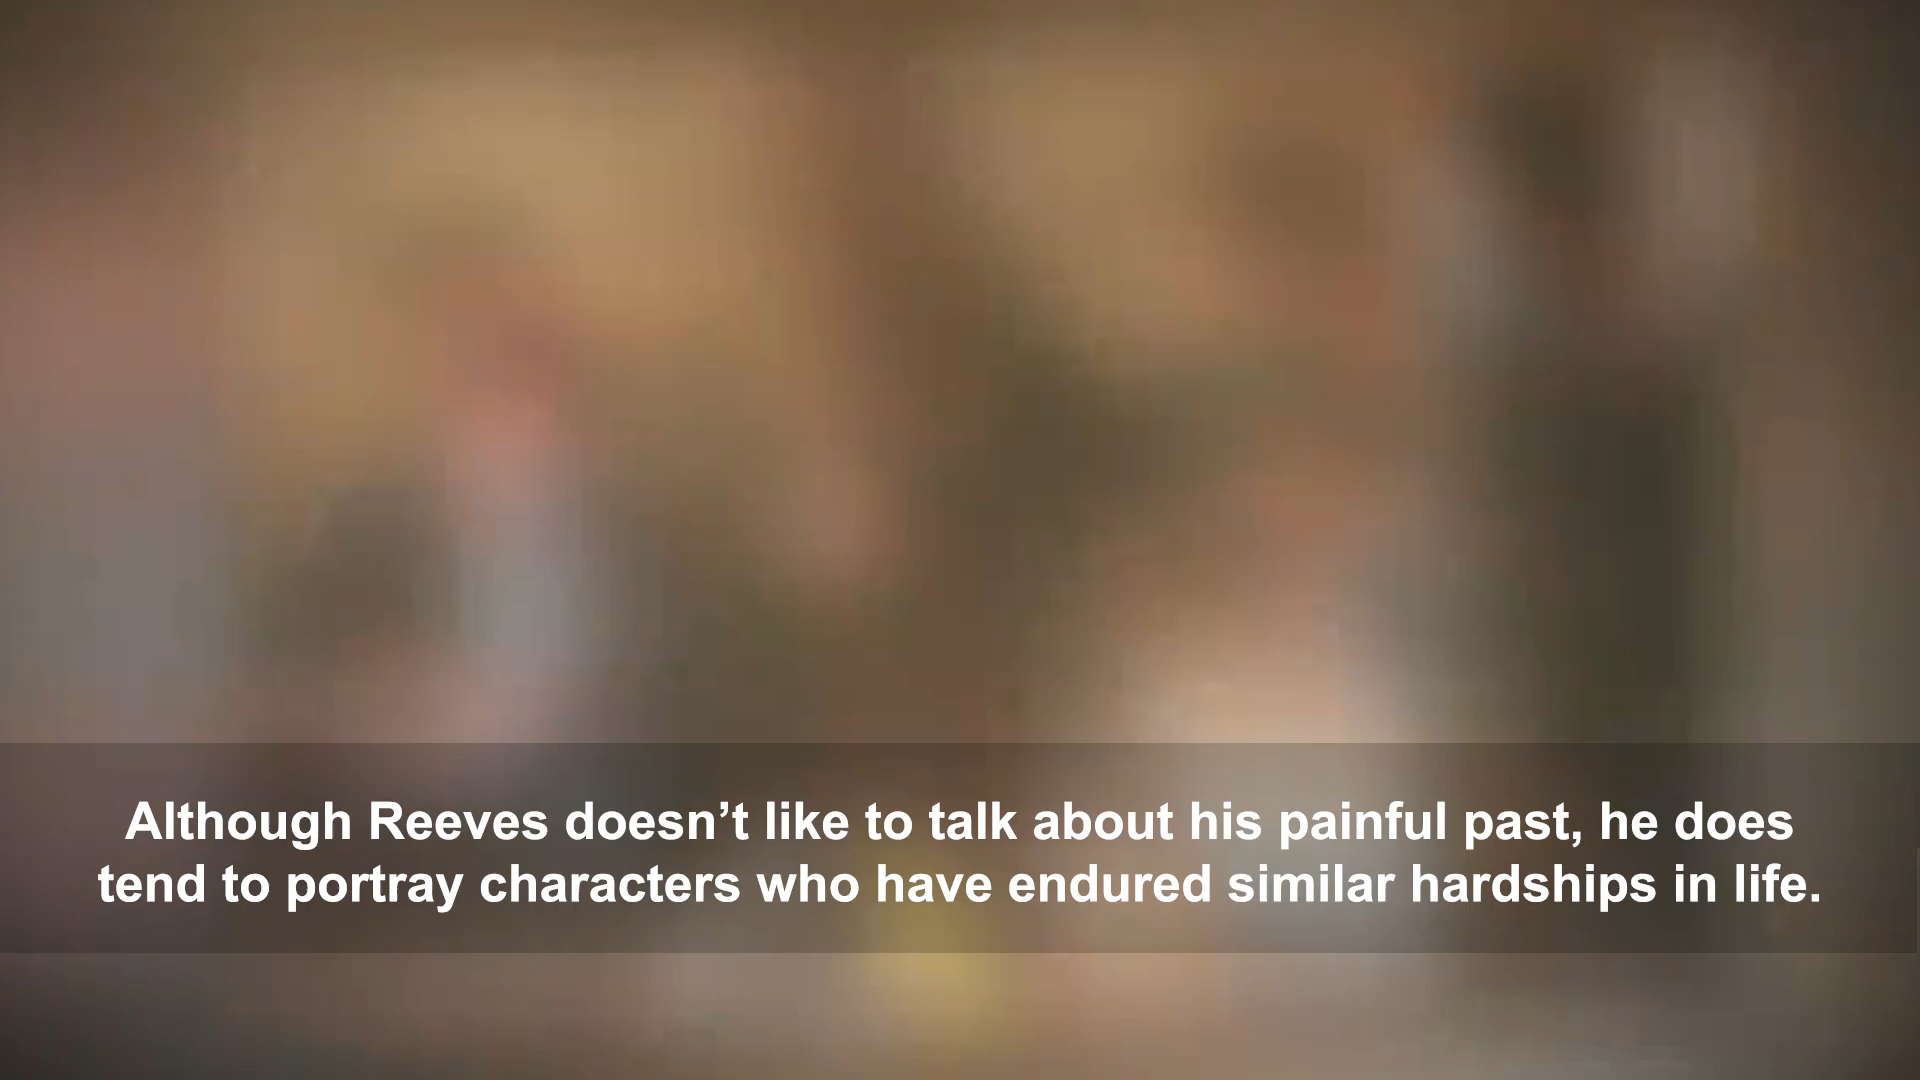 Although Reeves doesn’t like to talk about his painful past, he does
tend to portray characters who have endured similar hardships in life.